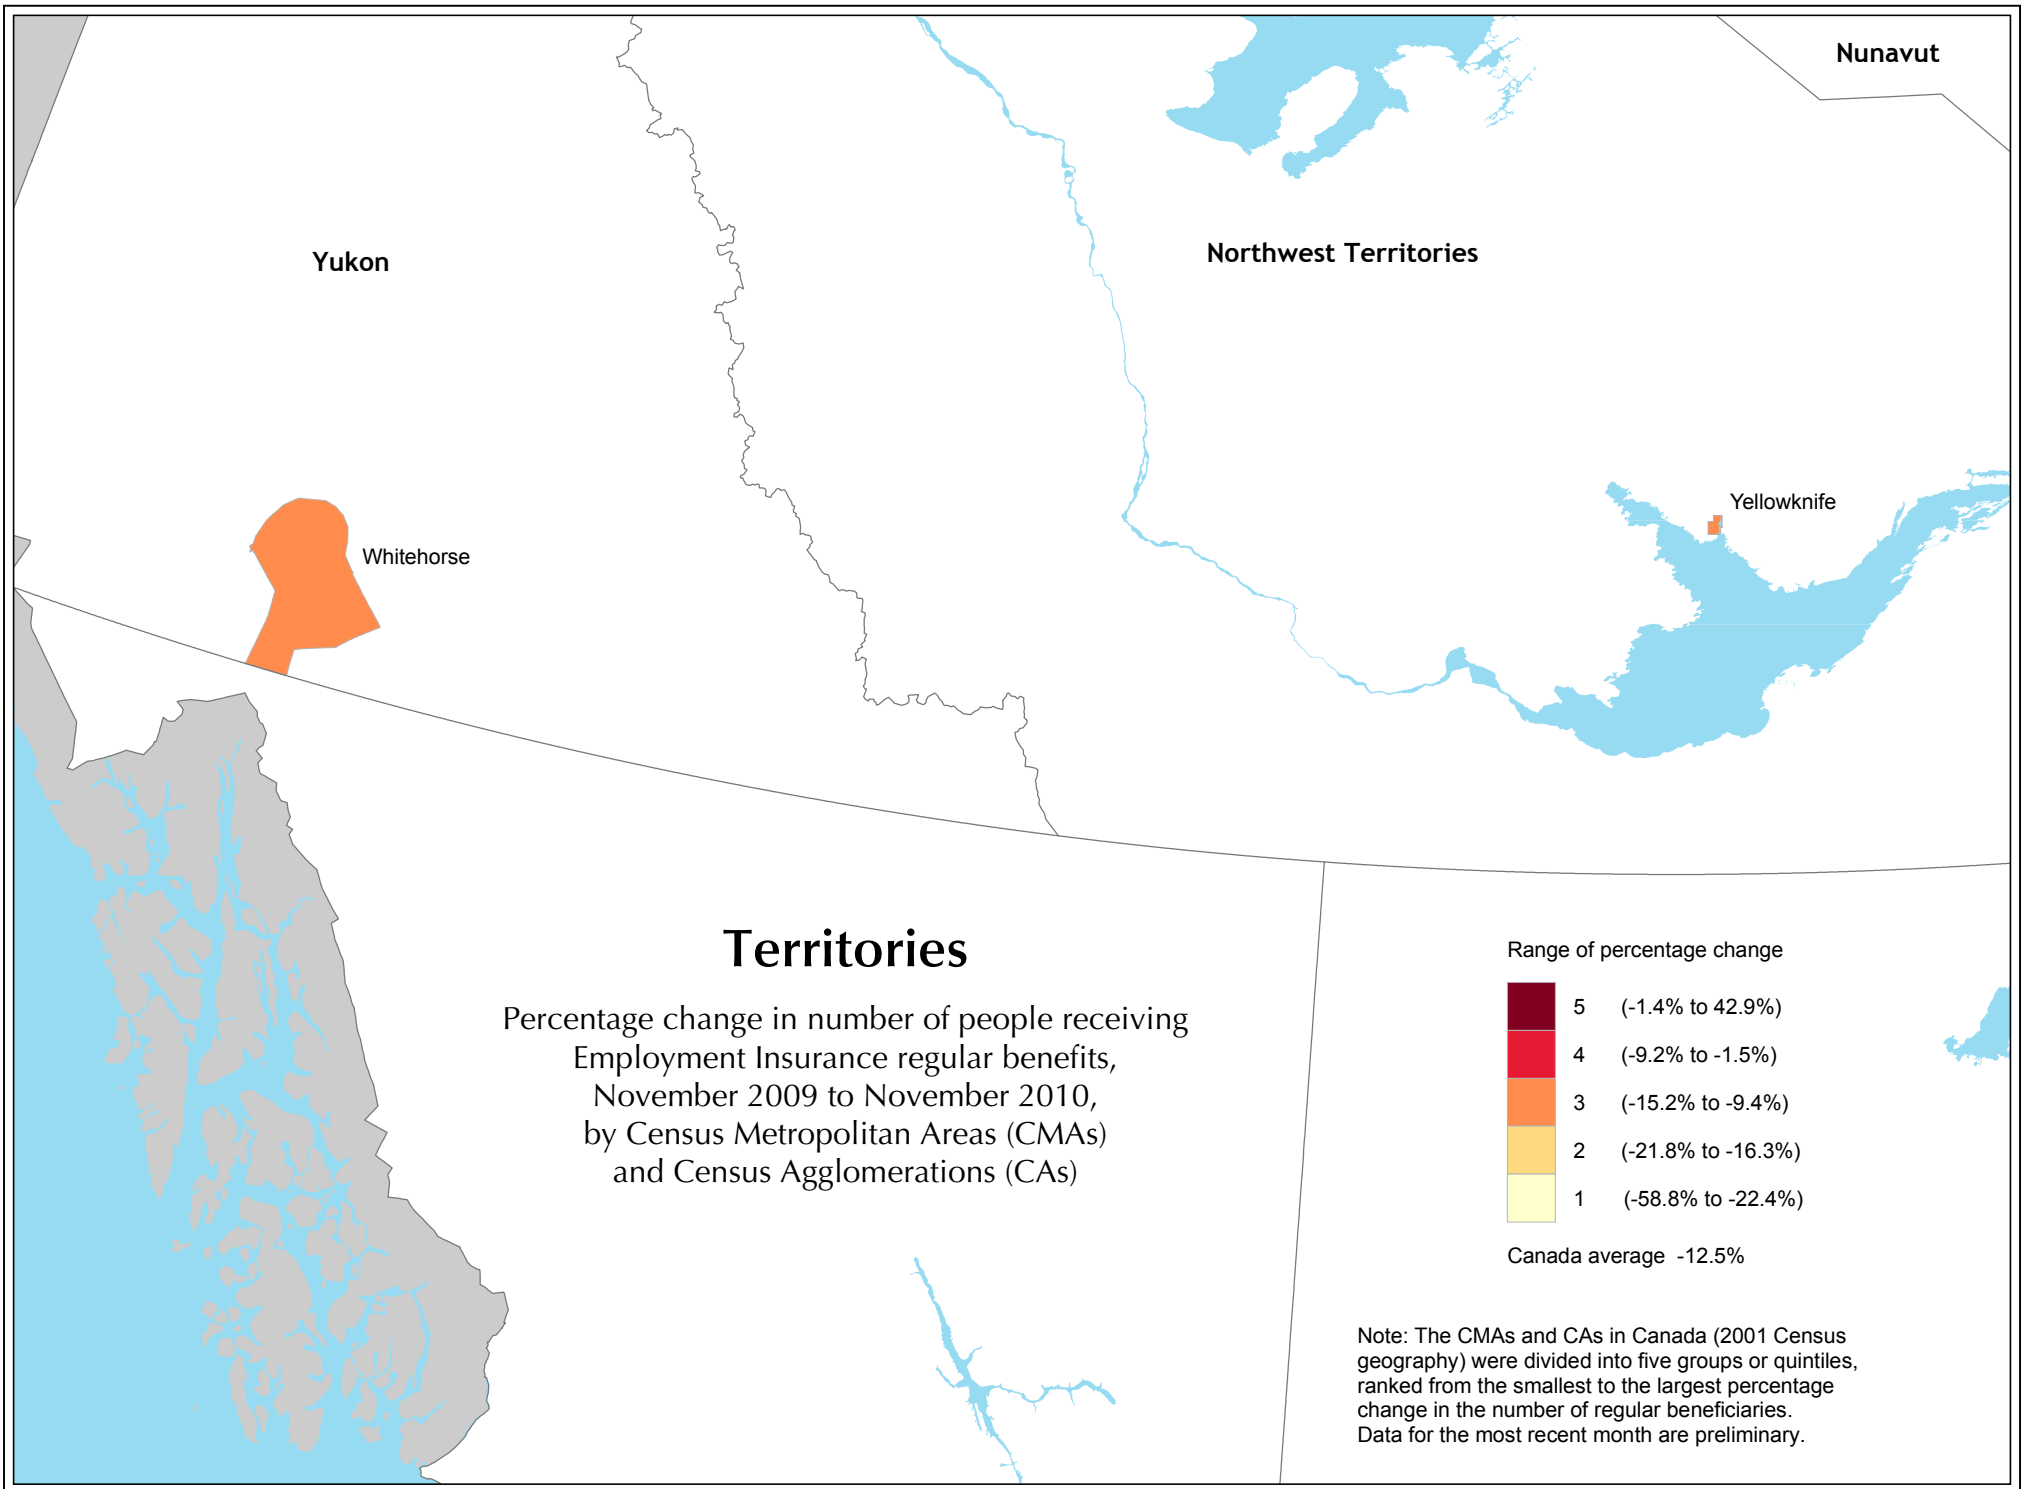 Nunavut
Yukon
Northwest Territories
Yellowknife
Whitehorse
Territories
Percentage change in number of people receiving
Employment Insurance regular benefits,
November 2009 to November 2010,
by Census Metropolitan Areas (CMAs)
and Census Agglomerations (CAs)
Range of percentage change
5 (-1.4% to 42.9%)
4 (-9.2% to -1.5%)
3 (-15.2% to -9.4%)
2 (-21.8% to -16.3%)
1 (-58.8% to -22.4%)
Canada average -12.5%
Note: The CMAs and CAs in Canada (2001 Census
geography) were divided into five groups or quintiles,
ranked from the smallest to the largest percentage
change in the number of regular beneficiaries.
Data for the most recent month are preliminary.